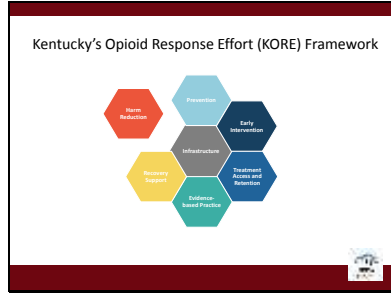 Kentucky's Opioid Response Effort (KORE) Framework
Prevention
Harm
Reduction
Early
Intervention
Infrastructure
Recovery
Support
Treatment
Access and
Retention
Evidence-
based Practice